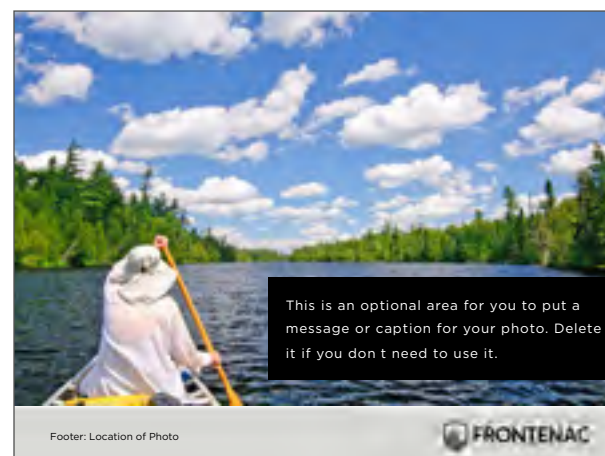 This is an optional area for you to put a
message or caption for your photo. Delete
it if you don t need to use it.
Footer: Location of Photo
FRONTENAC